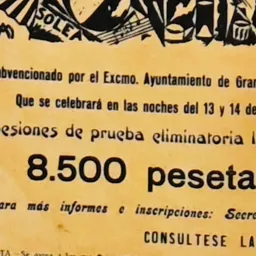 SOLEA
ubvencionado por el Excmo. Ayuntamiento de Gran
Que se celebrará en las noches del 13 y 14 de
esiones de prueba eliminatoria l
8.500 peseta
ara más informes e inscripciones: Secre
CONSULTESE LA